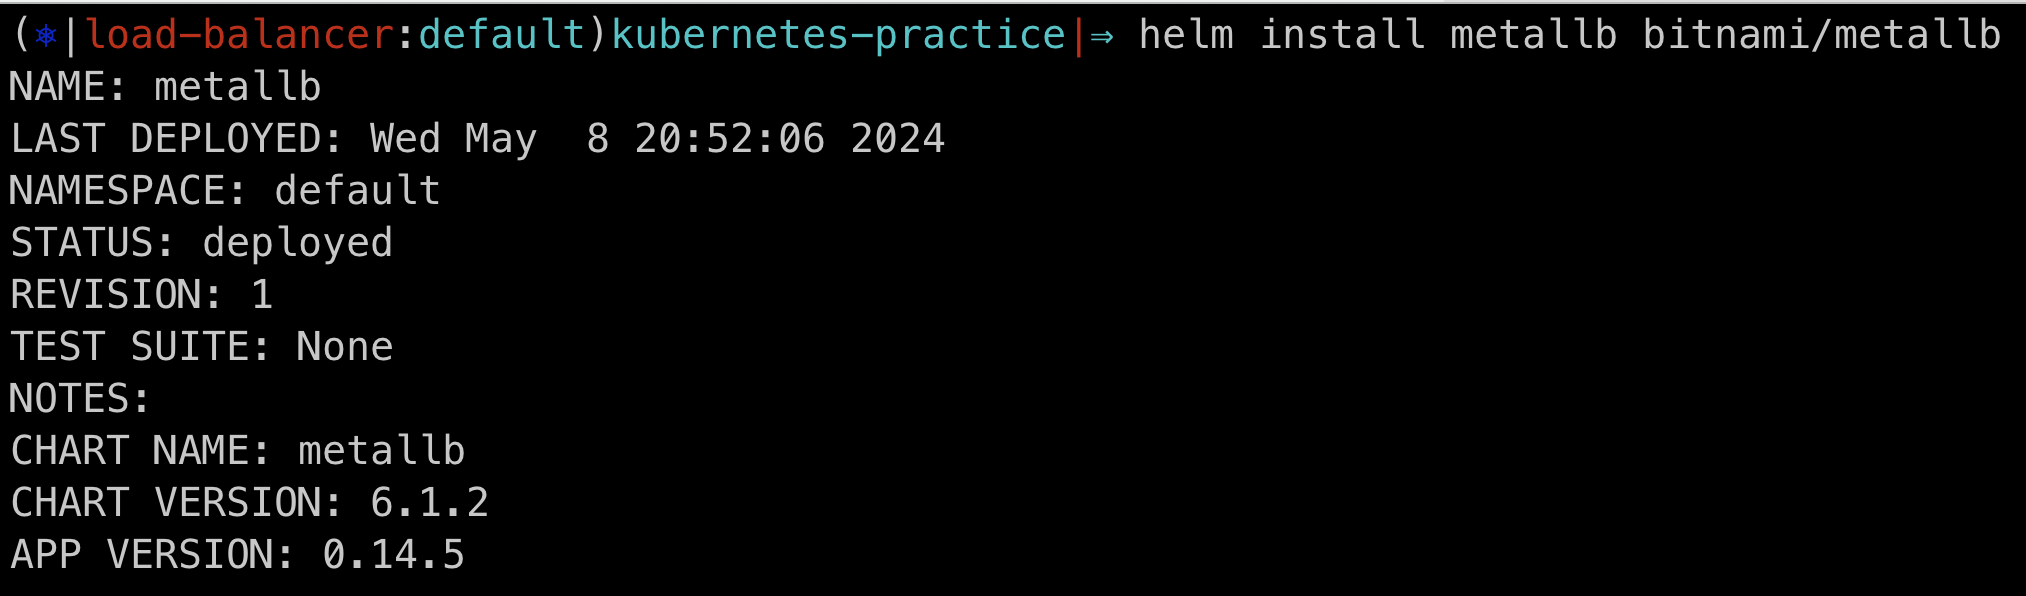 (⎈|load-balancer:default)kubernetes-practice|⇒ helm install metallb bitnami/metallb
NAME: metallb
LAST DEPLOYED: Wed May  8 20:52:06 2024
NAMESPACE: default
STATUS: deployed
REVISION: 1
TEST SUITE: None
NOTES:
CHART NAME: metallb
CHART VERSION: 6.1.2
APP VERSION: 0.14.5